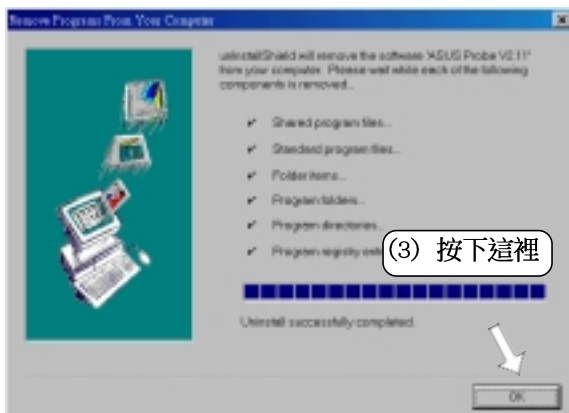 Remove Programs From Your Computer
uninstallShield will remove the software 'ASUS Probe V2.11'
from your computer. Please wait while each of the following
components is removed...
✔ Shared program files...
✔ Standard program files...
✔ Folder items...
✔ Program folders...
✔ Program directories...
✔ Program registry
(3) 按下這裡
Uninstall successfully completed.
OK